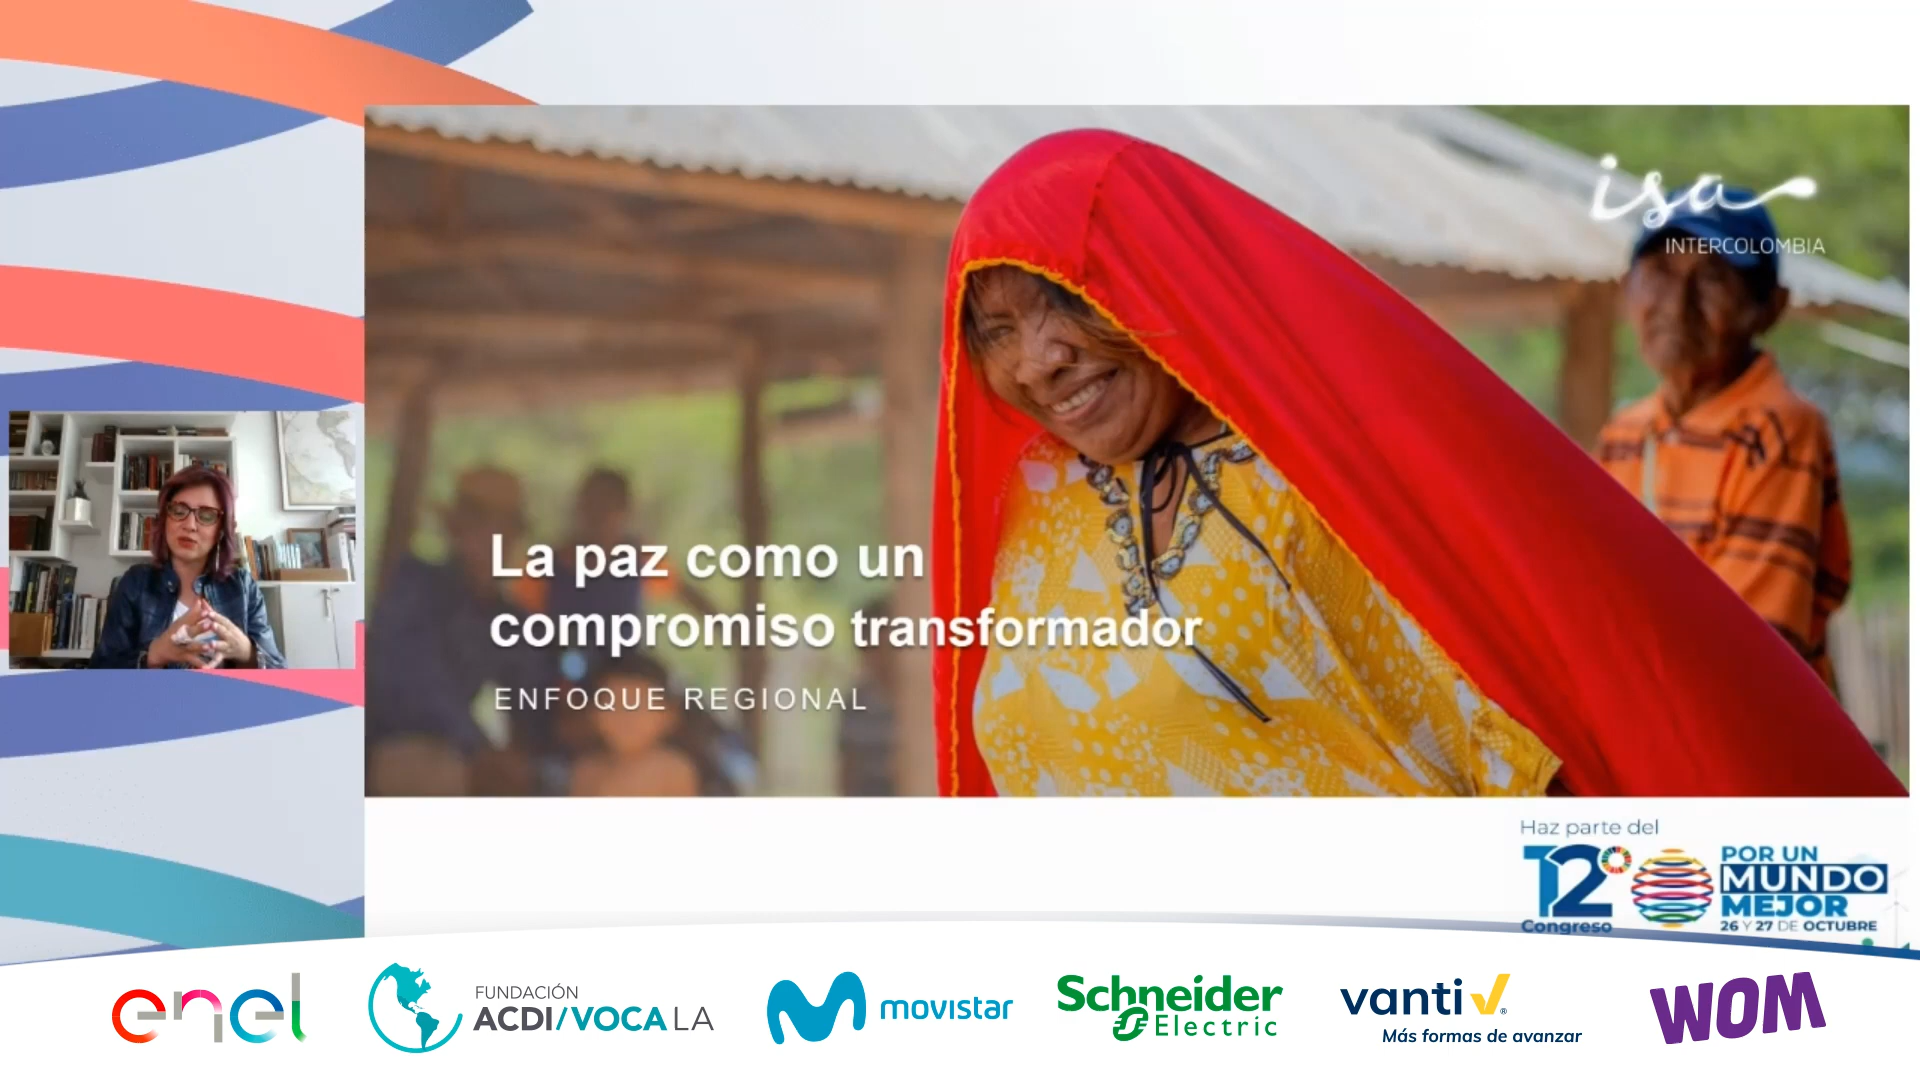 isa
INTERCOLOMBIA
La paz como un
compromiso transformador
ENFOQUE REGIONAL
Haz parte del
12º
Congreso
POR UN
MUNDO
MEJOR
26 Y 27 DE OCTUBRE
enel
FUNDACIÓN
ACDI/VOCA LA
movistar
Schneider
Electric
vanti
Más formas de avanzar
WOM